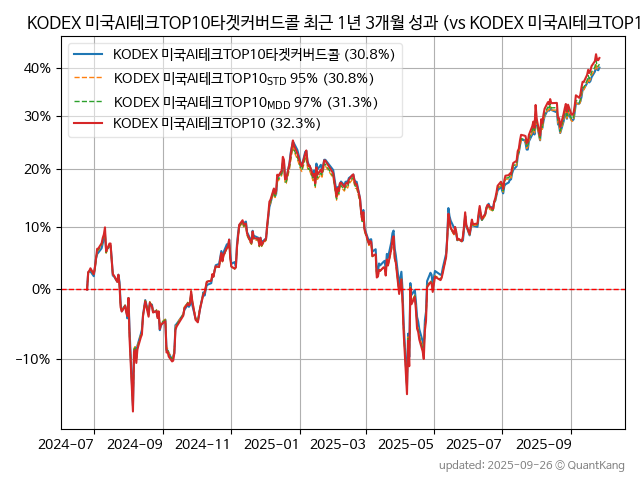 KODEX 미국AI테크TOP10타겟커버드콜 최근 1년 3개월 성과 (vs KODEX 미국AI테크TOP1
KODEX 미국AI테크TOP10타겟커버드콜 (30.8%)
KODEX 미국AI테크TOP10STD 95% (30.8%)
KODEX 미국AI테크TOP10MDD 97% (31.3%)
KODEX 미국AI테크TOP10 (32.3%)
40%
30%
20%
10%
0%
−10%
2024-07 2024-09 2024-11 2025-01 2025-03 2025-05 2025-07 2025-09
updated: 2025-09-26 © QuantKang